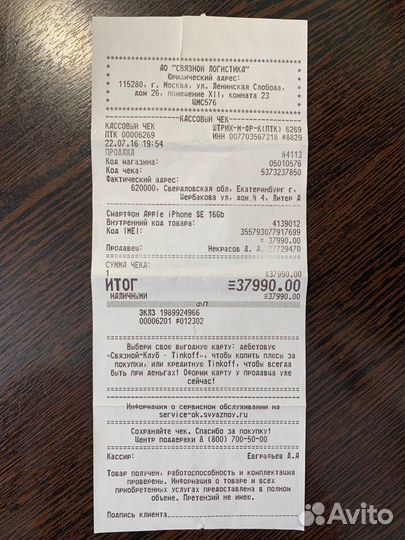 АО "СВЯЗНОЙ ЛОГИСТИКА"
Юридический адрес:
115280, г. Москва, ул. Ленинская Слобода,
дом 26, помещение XII, комната 23
ЦМС576
КАССОВЫЙ ЧЕК
КАССОВЫЙ ЧЕК ШТРИХ-М-ФР-К(ПТК) 6269
ПТК 00006269 ИНН 007703567318 #8829
22.07.16 19:54
ПРОДАЖА №4113
Код магазина: 05010576
Код чека: 5373237850
Фактический адрес:
620000, Свердловская обл, Екатеринбург г,
Щербакова ул, дом № 4, Литер А
Смартфон Apple iPhone SE 16Gb
Внутренний код товара: 4139012
Код IMEI: 355793077917699
≡37990.00
Продавец: Некрасов А. А. 27729470
СУММА ЧЕКА:
1 ≡37990.00
ИТОГ ≡37990.00
НАЛИЧНЫМИ ≡37990.00
ФП
ЭКЛЗ 1989924966
00006201 #012302
Выбери свою выгодную карту: дебетовую
«Связной-Клуб - Tinkoff», чтобы копить плюсы за
покупки, или кредитную Tinkoff, чтобы всегда
быть при деньгах! Оформи карту у продавца уже
сейчас!
Информация о сервисном обслуживании на
service-ok.svyaznoy.ru
Сохраняйте чек. Спасибо за покупку!
Центр поддержки 8 (800) 700-50-00
Кассир: Евграфьев А.А
Товар получен, работоспособность и комплектация
проверены. Информация о товаре и всех
приобретенных услугах предоставлена в полном
объеме. Претензий не имею.
Подпись клиента
Avito